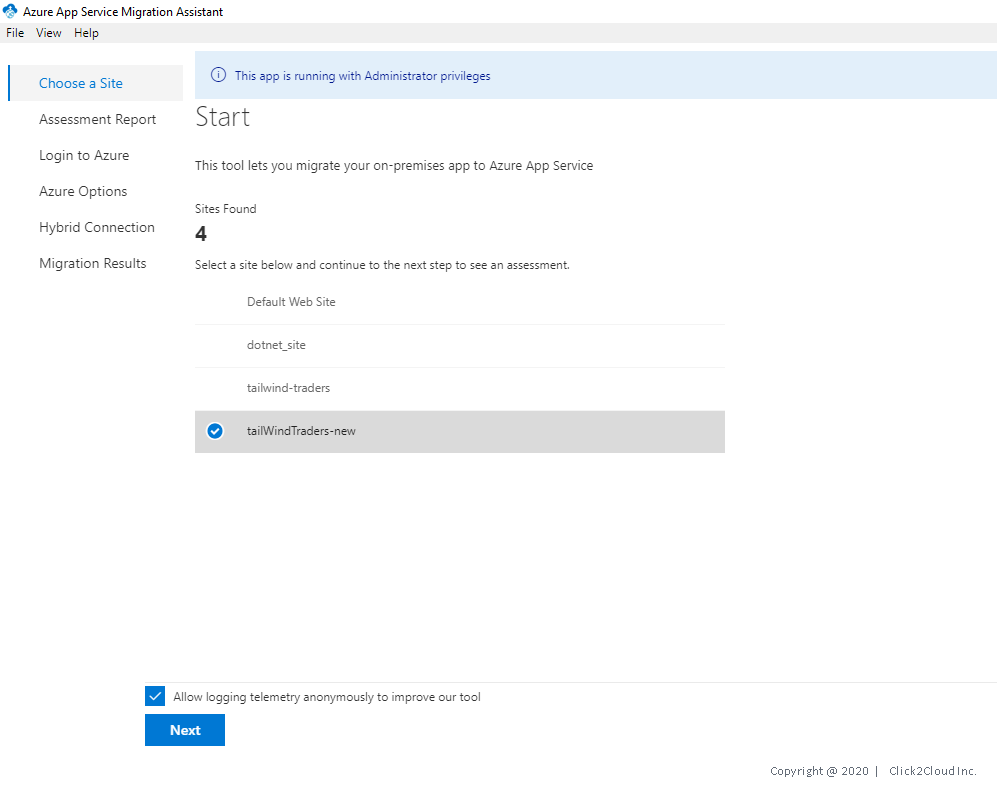 Azure App Service Migration Assistant
File View Help
Choose a Site
Assessment Report
Login to Azure
Azure Options
Hybrid Connection
Migration Results
This app is running with Administrator privileges
Start
This tool lets you migrate your on-premises app to Azure App Service
Sites Found
4
Select a site below and continue to the next step to see an assessment.
Default Web Site
dotnet_site
tailwind-traders
tailWindTraders-new
Allow logging telemetry anonymously to improve our tool
Next
Copyright @ 2020 | Click2Cloud Inc.